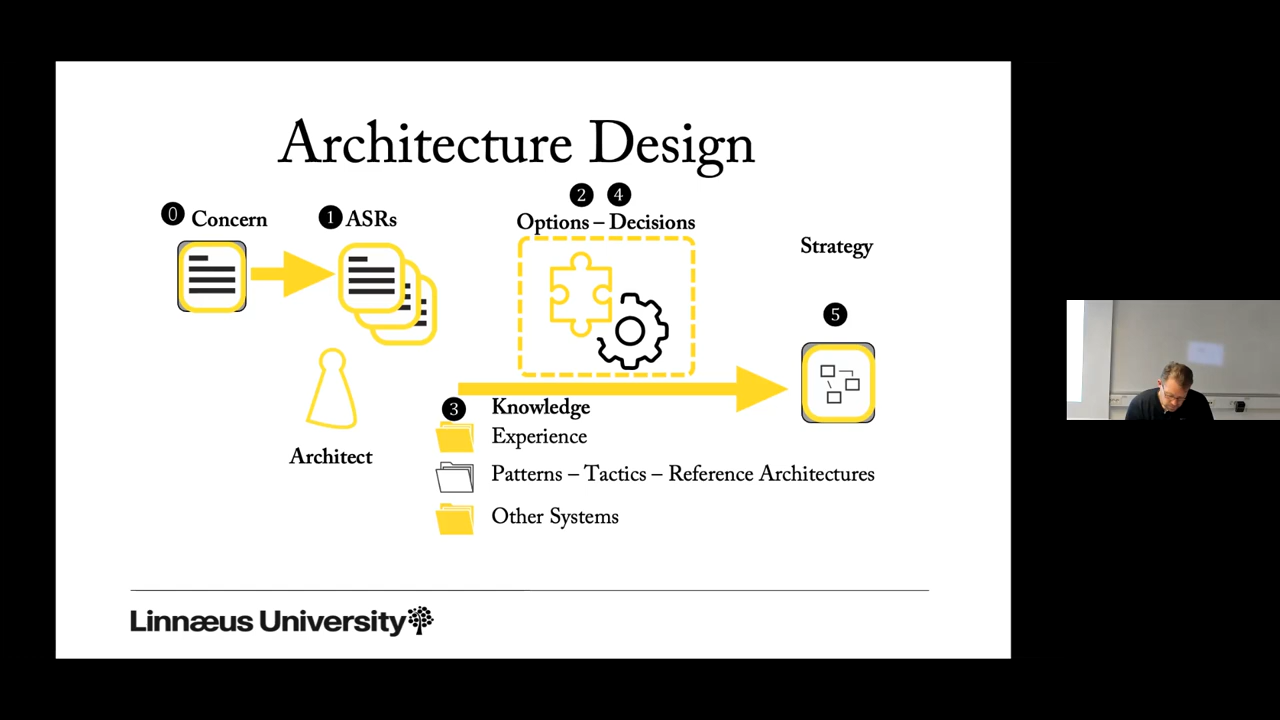 Architecture Design
0 Concern
1 ASRs
2 4
Options – Decisions
Strategy
5
3 Knowledge
Experience
Architect
Patterns – Tactics – Reference Architectures
Other Systems
Linnæus University